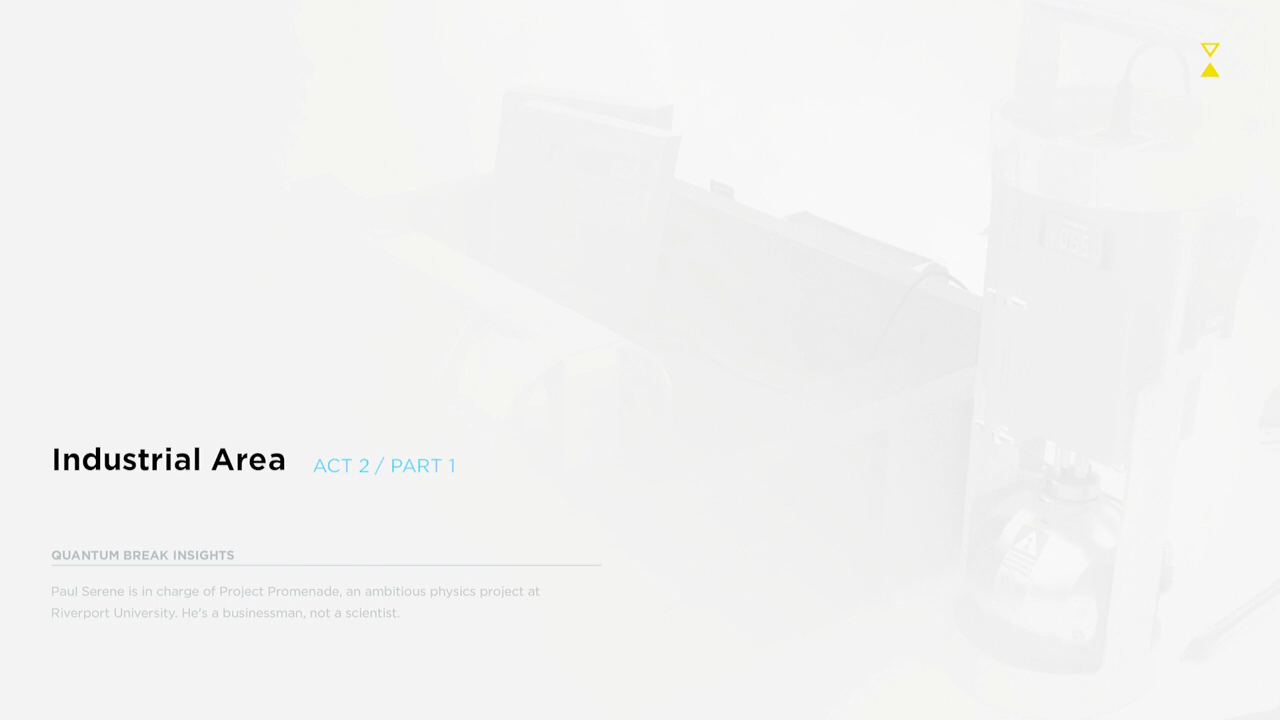 Industrial Area ACT 2 / PART 1
QUANTUM BREAK INSIGHTS
Paul Serene is in charge of Project Promenade, an ambitious physics project at
Riverport University. He's a businessman, not a scientist.